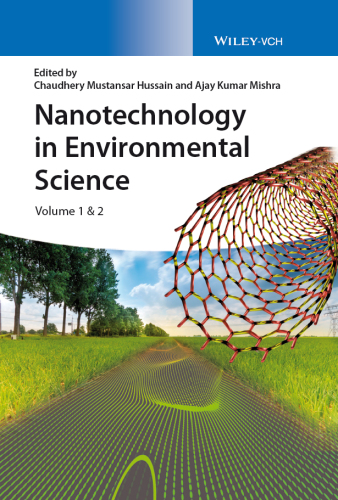 WILEY-VCH
Edited by
Chaudhery Mustansar Hussain and Ajay Kumar Mishra
Nanotechnology
in Environmental
Science
Volume 1 & 2